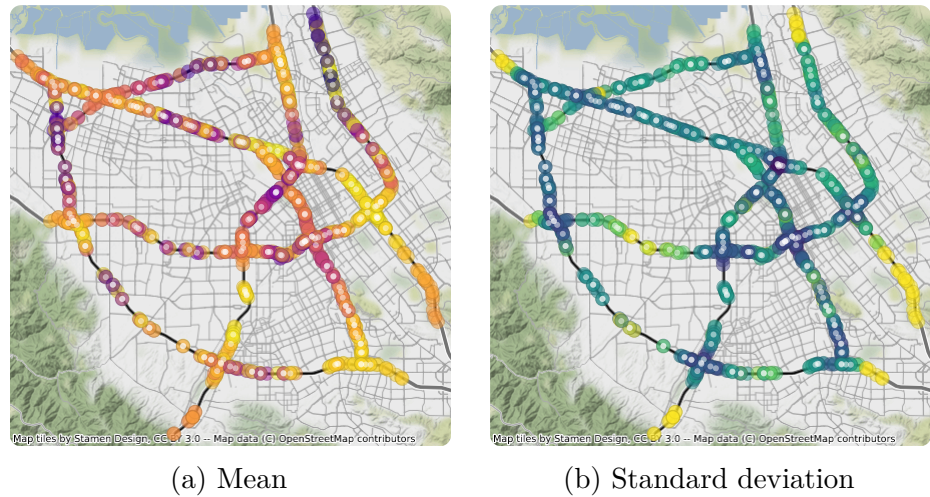 Map tiles by Stamen Design, CC BY 3.0 -- Map data (C) OpenStreetMap contributors
Map tiles by Stamen Design, CC BY 3.0 -- Map data (C) OpenStreetMap contributors
(a) Mean
(b) Standard deviation